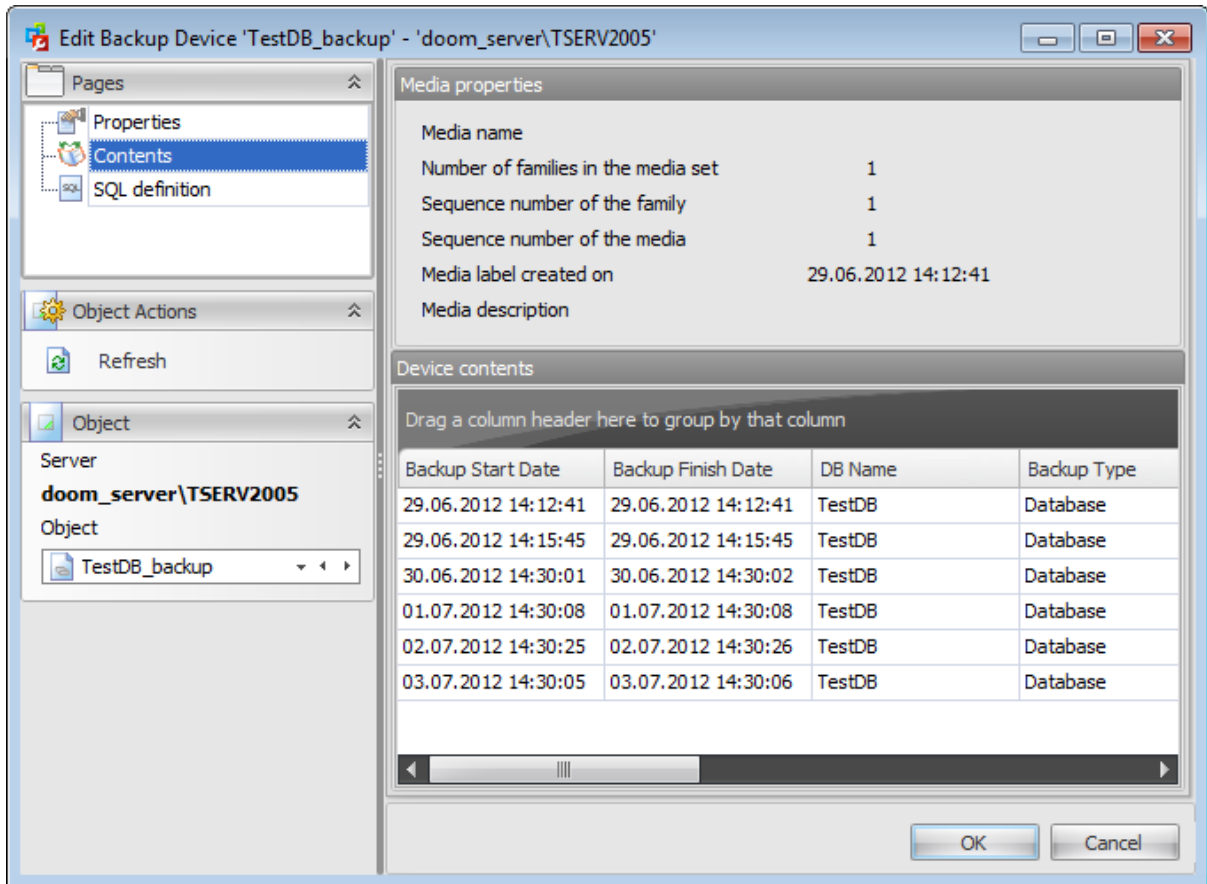 Edit Backup Device 'TestDB_backup' - 'doom_server\TSERV2005'
Pages
Properties
Contents
SQL definition
Object Actions
Refresh
Object
Server
doom_server\TSERV2005
Object
TestDB_backup
Media properties
Media name
Number of families in the media set 1
Sequence number of the family 1
Sequence number of the media 1
Media label created on 29.06.2012 14:12:41
Media description
Device contents
Drag a column header here to group by that column
Backup Start Date Backup Finish Date DB Name Backup Type
29.06.2012 14:12:41 29.06.2012 14:12:41 TestDB Database
29.06.2012 14:15:45 29.06.2012 14:15:45 TestDB Database
30.06.2012 14:30:01 30.06.2012 14:30:02 TestDB Database
01.07.2012 14:30:08 01.07.2012 14:30:08 TestDB Database
02.07.2012 14:30:25 02.07.2012 14:30:26 TestDB Database
03.07.2012 14:30:05 03.07.2012 14:30:06 TestDB Database
OK Cancel